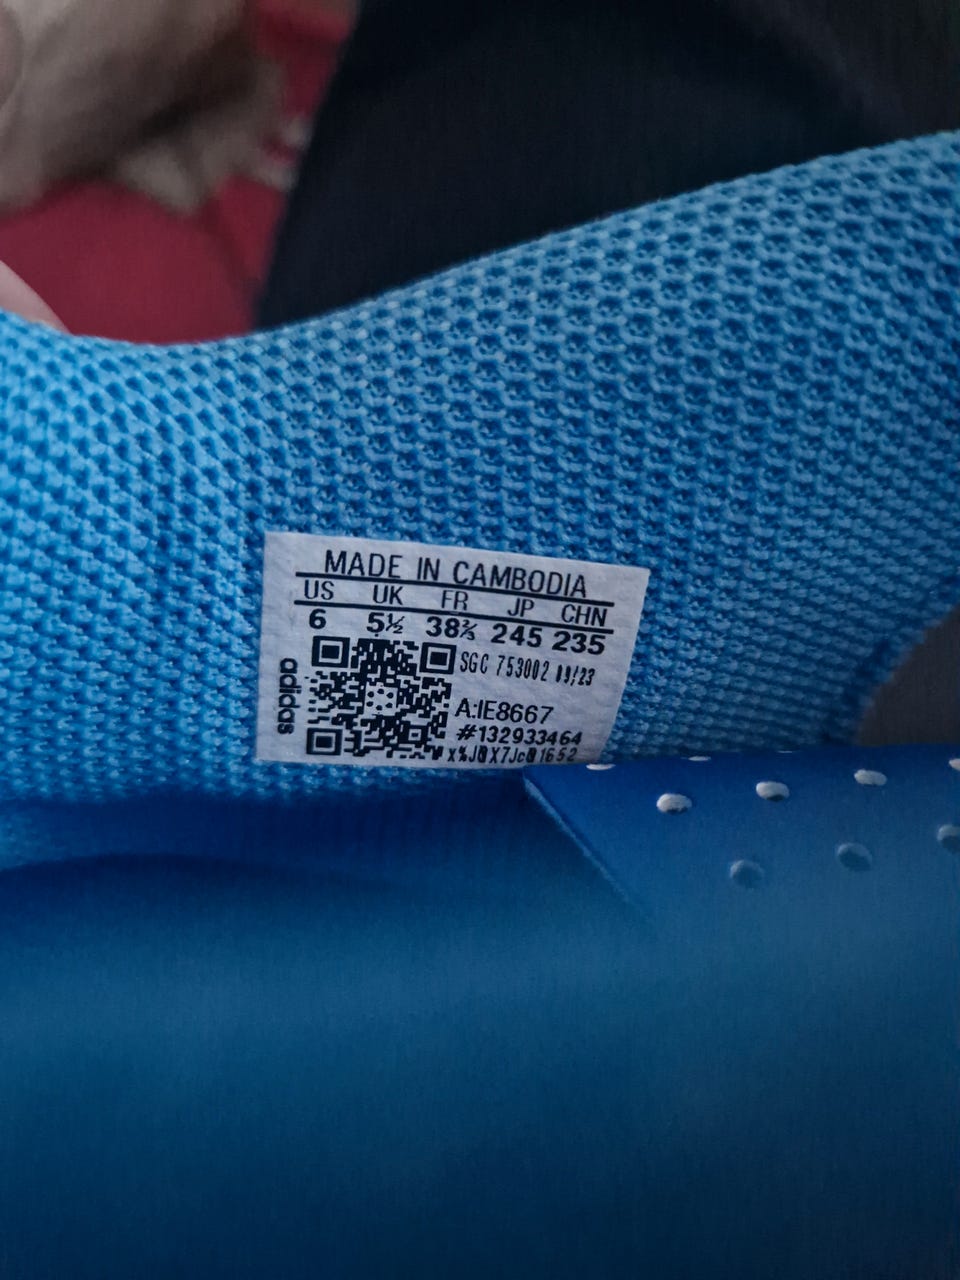 MADE IN CAMBODIA
US UK FR JP CHN
6 5½ 38⅔ 245 235
SGC 753002 11/23
adidas
A:IE8667
#132933464